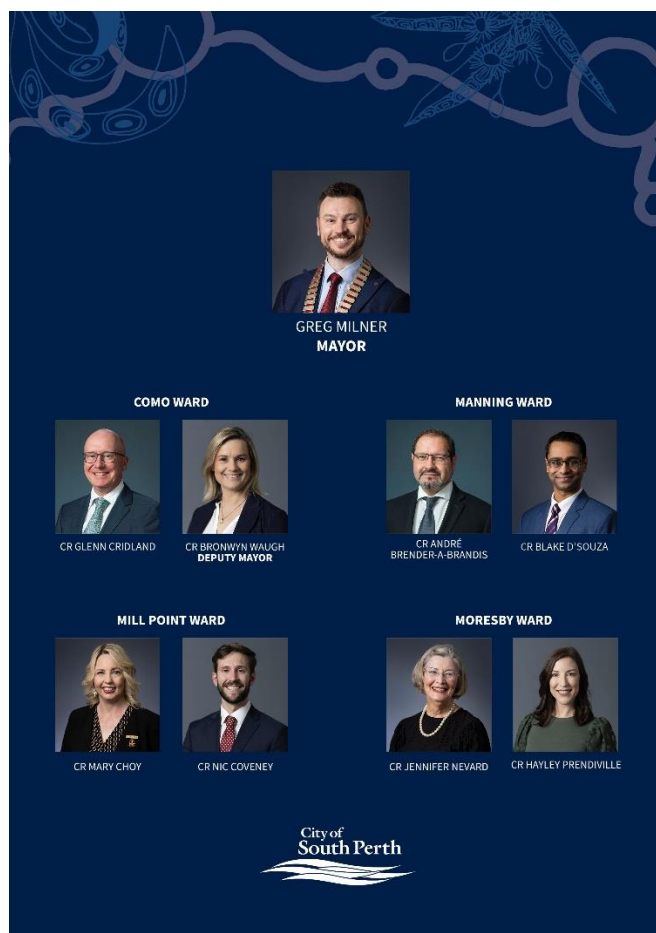 GREG MILNER
MAYOR
COMO WARD
CR GLENN CRIDLAND
CR BRONWYN WAUGH
DEPUTY MAYOR
MANNING WARD
CR ANDRÉ
BRENDER-A-BRANDIS
CR BLAKE D'SOUZA
MILL POINT WARD
CR MARY CHOY
CR NIC COVENEY
MORESBY WARD
CR JENNIFER NEVARD
CR HAYLEY PRENDIVILLE
City of
South Perth